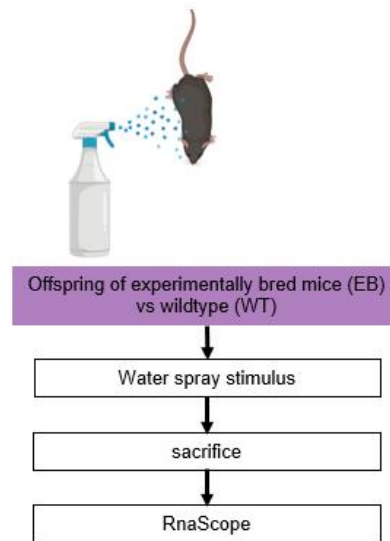 Offspring of experimentally bred mice (EB)
vs wildtype (WT)
Water spray stimulus
sacrifice
RnaScope